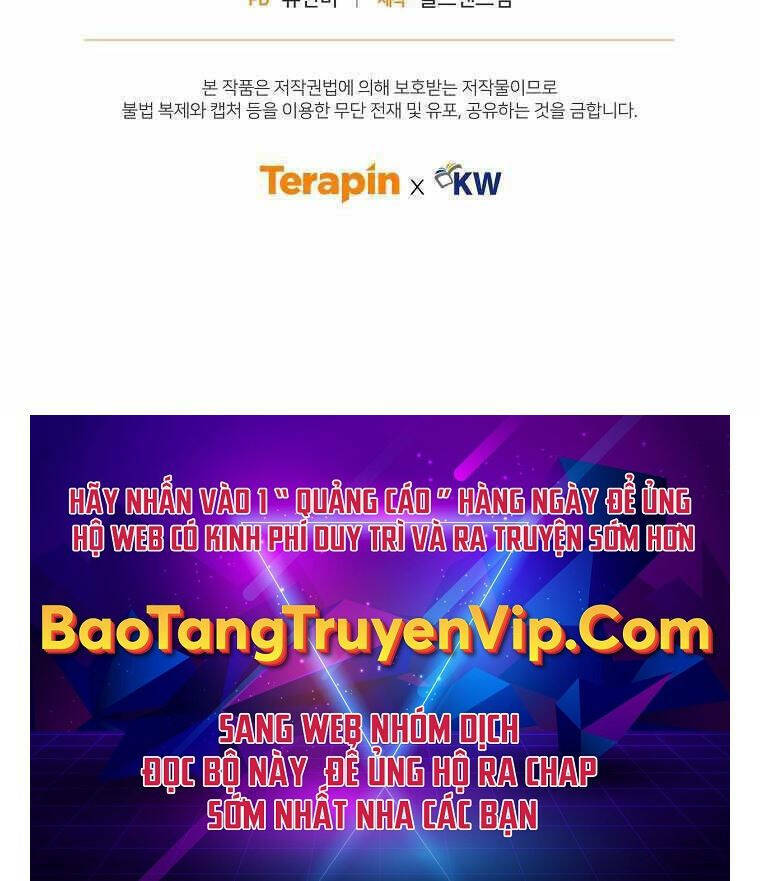 본 작품은 저작권법에 의해 보호받는 저작물이므로
불법 복제와 캡처 등을 이용한 무단 전재 및 유포, 공유하는 것을 금합니다.
Terapin x KW
HÃY NHẤN VÀO 1 “ QUẢNG CÁO ” HÀNG NGÀY ĐỂ ỦNG
HỘ WEB CÓ KINH PHÍ DUY TRÌ VÀ RA TRUYỆN SỚM HƠN
BaoTangTruyenVip.Com
SANG WEB NHÓM DỊCH
ĐỌC BỘ NÀY ĐỂ ỦNG HỘ RA CHAP
SỚM NHẤT NHA CÁC BẠN